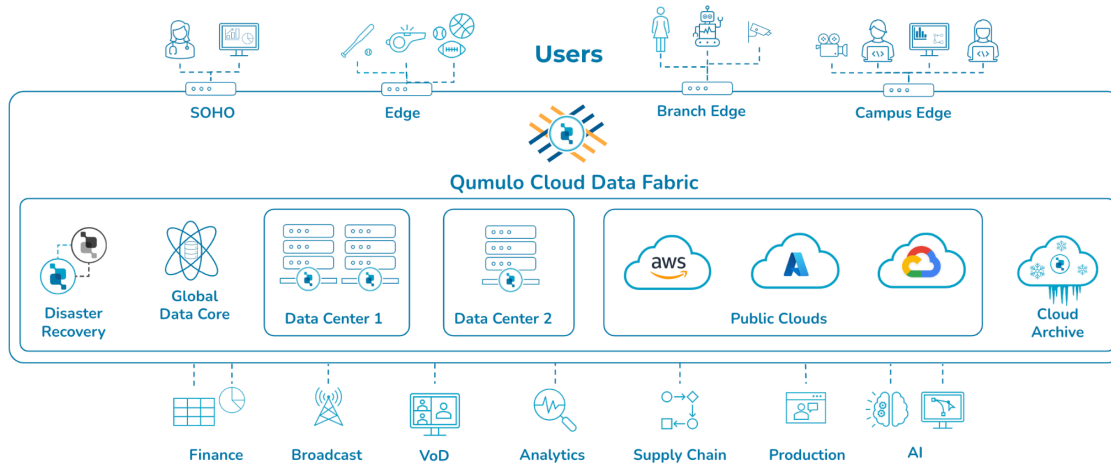 Users
SOHO
Edge
Branch Edge
Campus Edge
Qumulo Cloud Data Fabric
Disaster
Recovery
Global
Data Core
Data Center 1
Data Center 2
aws
Public Clouds
Cloud
Archive
Finance
Broadcast
VoD
Analytics
Supply Chain
Production
AI